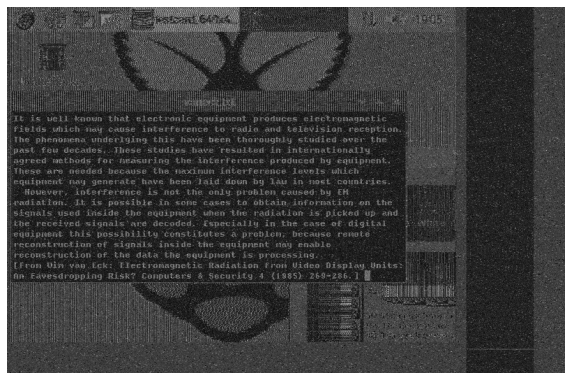 19:05
It is well known that electronic equipment produces electromagnetic
fields which may cause interference to radio and television reception.
The phenomena underlying this have been thoroughly studied over the
past few decades. These studies have resulted in internationally
agreed methods for measuring the interference produced by equipment.
These are needed because the maximum interference levels which
equipment may generate have been laid down by law in most countries.
However, interference is not the only problem caused by EM
radiation. It is possible in some cases to obtain information on the
signals used inside the equipment when the radiation is picked up and
the received signals are decoded. Especially in the case of digital
equipment this possibility constitutes a problem, because remote
reconstruction of signals inside the equipment may enable
reconstruction of the data the equipment is processing.
[From Wim van Eck: Electromagnetic Radiation from Video Display Units:
An Eavesdropping Risk? Computers & Security 4 (1985) 269-286.]